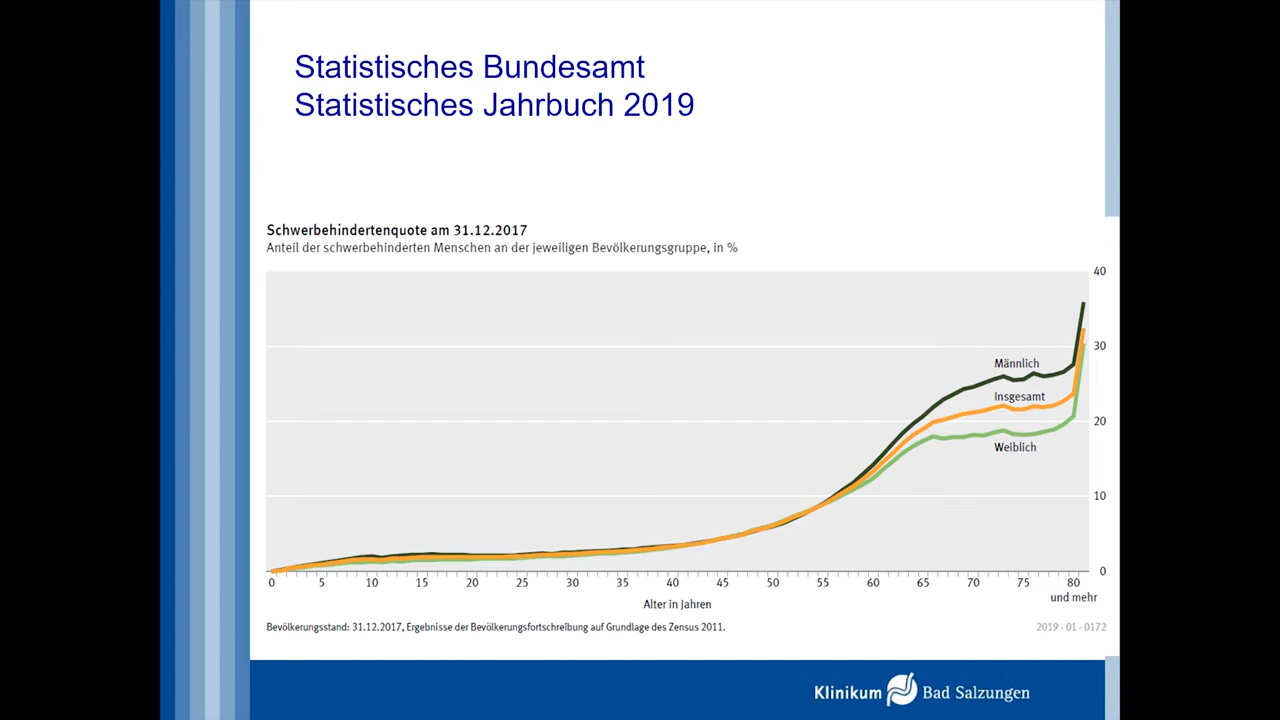 Statistisches Bundesamt
Statistisches Jahrbuch 2019
Schwerbehindertenquote am 31.12.2017
Anteil der schwerbehinderten Menschen an der jeweiligen Bevölkerungsgruppe, in %
40
30
20
10
0
Männlich
Insgesamt
Weiblich
0 5 10 15 20 25 30 35 40 45 50 55 60 65 70 75 80
und mehr
Alter in Jahren
Bevölkerungsstand: 31.12.2017, Ergebnisse der Bevölkerungsfortschreibung auf Grundlage des Zensus 2011.
2019 - 01 - 0172
Klinikum Bad Salzungen